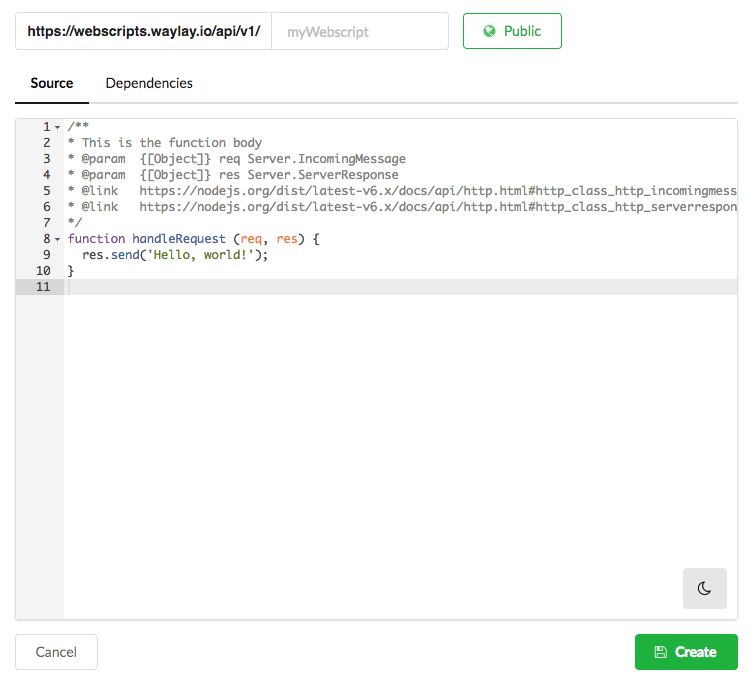 https://webscripts.waylay.io/api/v1/ myWebscript Public
Source Dependencies
1 /**
2 * This is the function body
3 * @param {[Object]} req Server.IncomingMessage
4 * @param {[Object]} res Server.ServerResponse
5 * @link https://nodejs.org/dist/latest-v6.x/docs/api/http.html#http_class_http_incomingmess
6 * @link https://nodejs.org/dist/latest-v6.x/docs/api/http.html#http_class_http_serverrespon
7 */
8 function handleRequest (req, res) {
9 res.send('Hello, world!');
10 }
11
Cancel Create